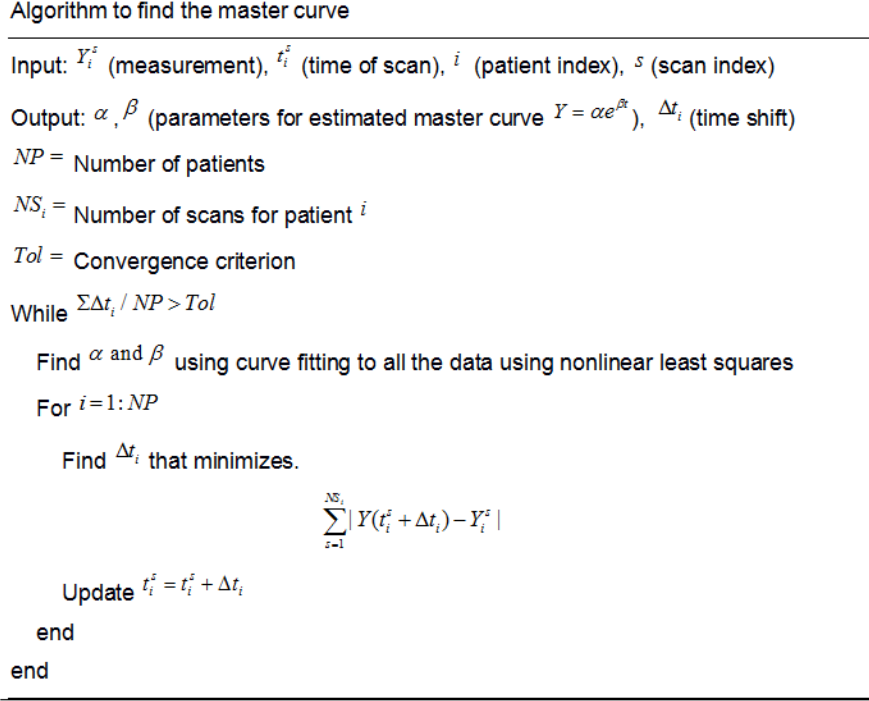 Algorithm to find the master curve
Input: Y_i^s (measurement), t_i^s (time of scan), i (patient index), s (scan index)
Output: α , β (parameters for estimated master curve Y = αe^{βt} ), Δt_i (time shift)
NP = Number of patients
NS_i = Number of scans for patient i
Tol = Convergence criterion
While ΣΔt_i / NP > Tol
Find α and β using curve fitting to all the data using nonlinear least squares
For i=1: NP
Find Δt_i that minimizes.
\sum_{s=1}^{NS_i} | Y(t_i^s + Δt_i) − Y_i^s |
Update t_i^s = t_i^s + Δt_i
end
end